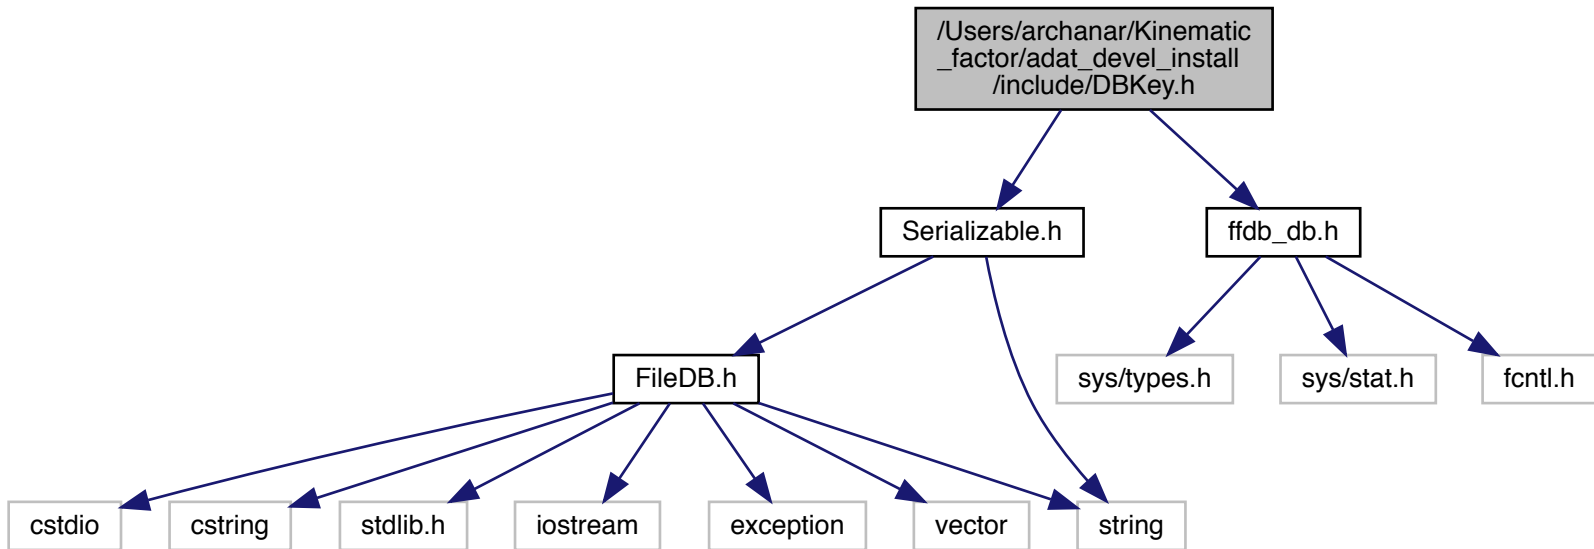 /Users/archanar/Kinematic
_factor/adat_devel_install
/include/DBKey.h
Serializable.h
ffdb_db.h
FileDB.h
sys/types.h
sys/stat.h
fcntl.h
cstdio
cstring
stdlib.h
iostream
exception
vector
string